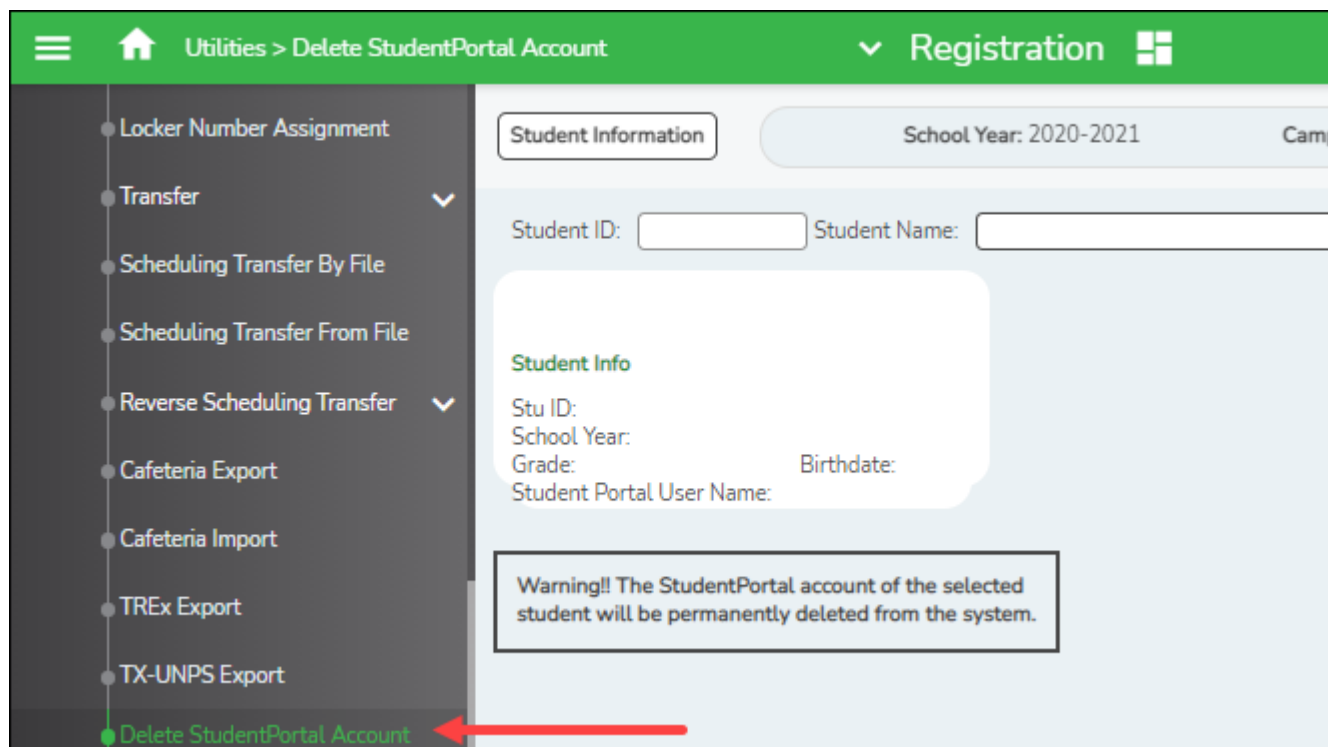 Utilities > Delete StudentPortal Account
Registration
Locker Number Assignment
Transfer
Scheduling Transfer By File
Scheduling Transfer From File
Reverse Scheduling Transfer
Cafeteria Export
Cafeteria Import
TREx Export
TX-UNPS Export
Delete StudentPortal Account
Student Information
School Year: 2020-2021
Camp
Student ID:
Student Name:
Student Info
Stu ID:
School Year:
Grade:
Birthdate:
Student Portal User Name:
Warning!! The StudentPortal account of the selected
student will be permanently deleted from the system.